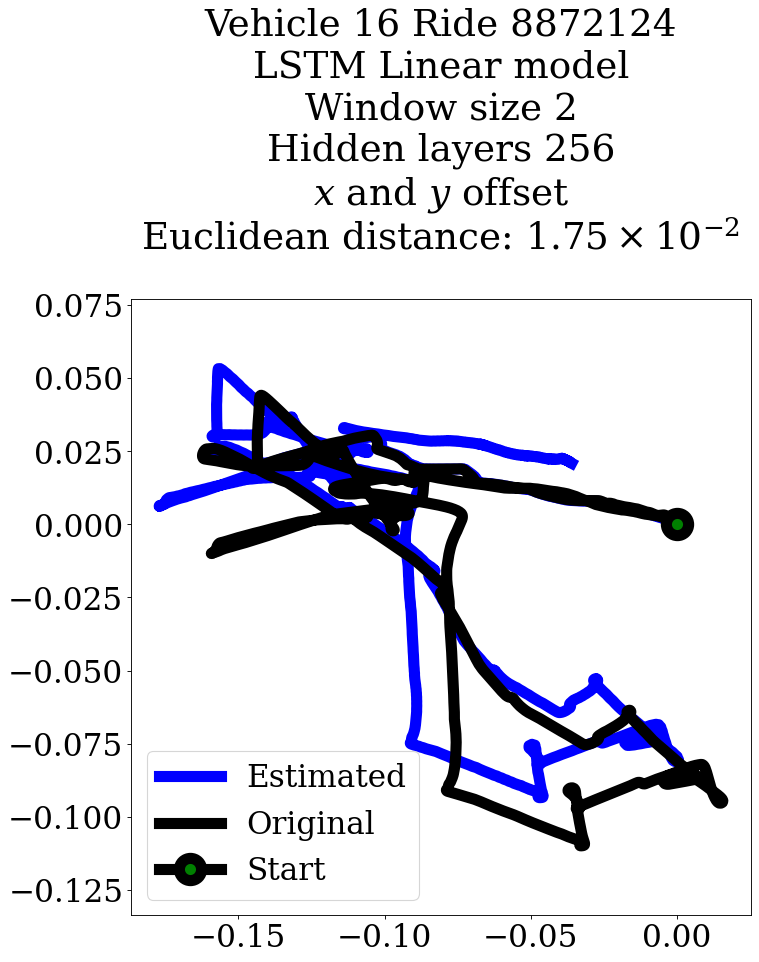 Vehicle 16 Ride 8872124
LSTM Linear model
Window size 2
Hidden layers 256
x and y offset
Euclidean distance: 1.75 × 10⁻²
0.075
0.050
0.025
0.000
−0.025
−0.050
−0.075
−0.100
−0.125
Estimated
Original
Start
−0.15
−0.10
−0.05
0.00